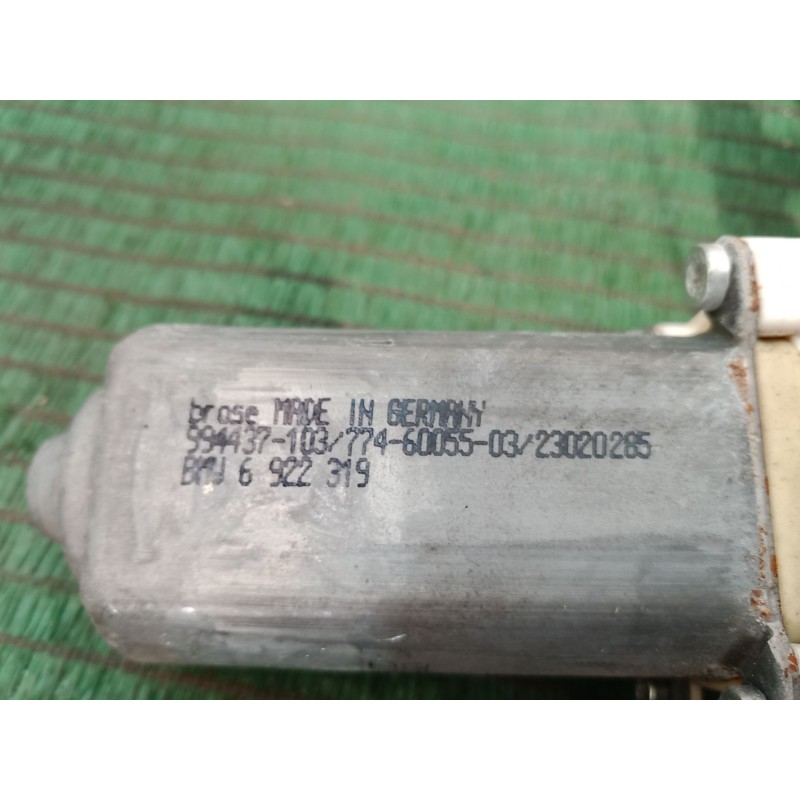 brose MADE IN GERMANY
994437-103/774-60055-03/23020285
BMW 6 922 319